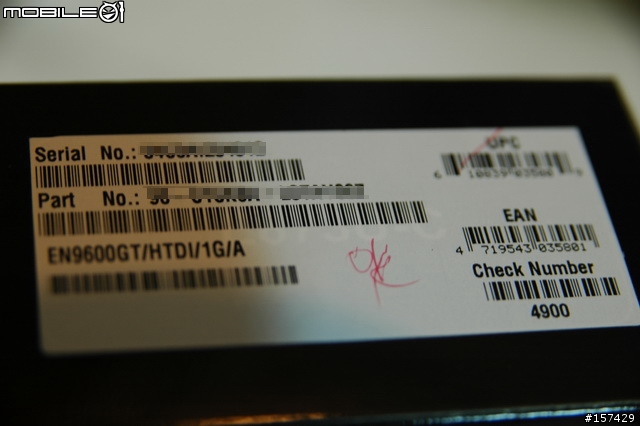 MOBILE01
Serial No.:
Part No.:
EN9600GT/HTDI/1G/A
UPC
EAN
4 719543 035801
Check Number
4900
#157429